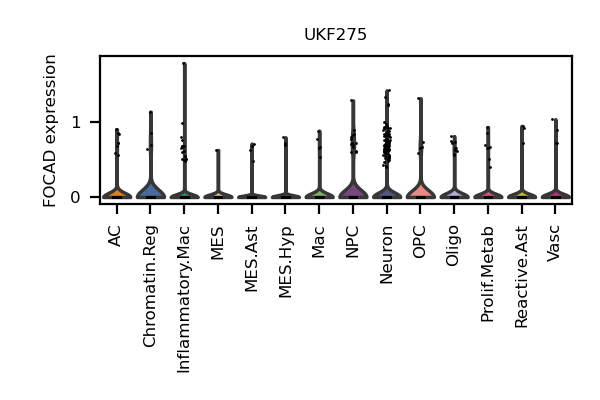 UKF275
FOCAD expression
1
0
AC
Chromatin.Reg
Inflammatory.Mac
MES
MES.Ast
MES.Hyp
Mac
NPC
Neuron
OPC
Oligo
Prolif.Metab
Reactive.Ast
Vasc